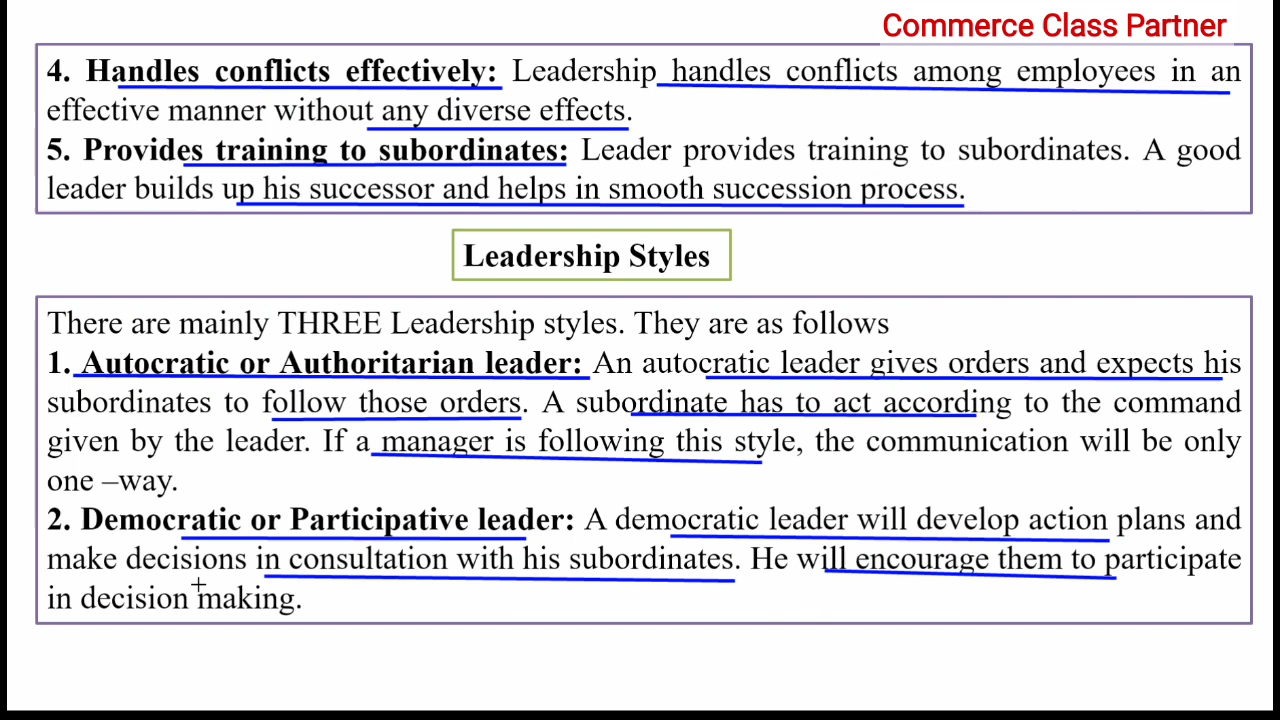 Commerce Class Partner
4. Handles conflicts effectively: Leadership handles conflicts among employees in an
effective manner without any diverse effects.
5. Provides training to subordinates: Leader provides training to subordinates. A good
leader builds up his successor and helps in smooth succession process.
Leadership Styles
There are mainly THREE Leadership styles. They are as follows
1. Autocratic or Authoritarian leader: An autocratic leader gives orders and expects his
subordinates to follow those orders. A subordinate has to act according to the command
given by the leader. If a manager is following this style, the communication will be only
one –way.
2. Democratic or Participative leader: A democratic leader will develop action plans and
make decisions in consultation with his subordinates. He will encourage them to participate
in decision making.